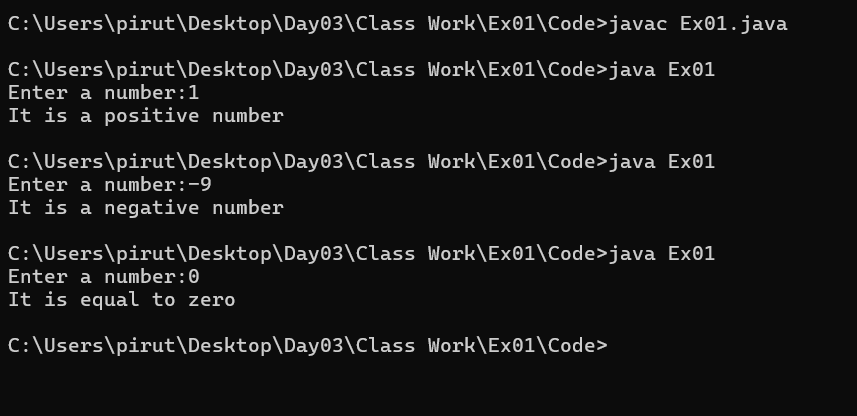 C:\Users\pirut\Desktop\Day03\Class Work\Ex01\Code>javac Ex01.java
C:\Users\pirut\Desktop\Day03\Class Work\Ex01\Code>java Ex01
Enter a number:1
It is a positive number
C:\Users\pirut\Desktop\Day03\Class Work\Ex01\Code>java Ex01
Enter a number:-9
It is a negative number
C:\Users\pirut\Desktop\Day03\Class Work\Ex01\Code>java Ex01
Enter a number:0
It is equal to zero
C:\Users\pirut\Desktop\Day03\Class Work\Ex01\Code>